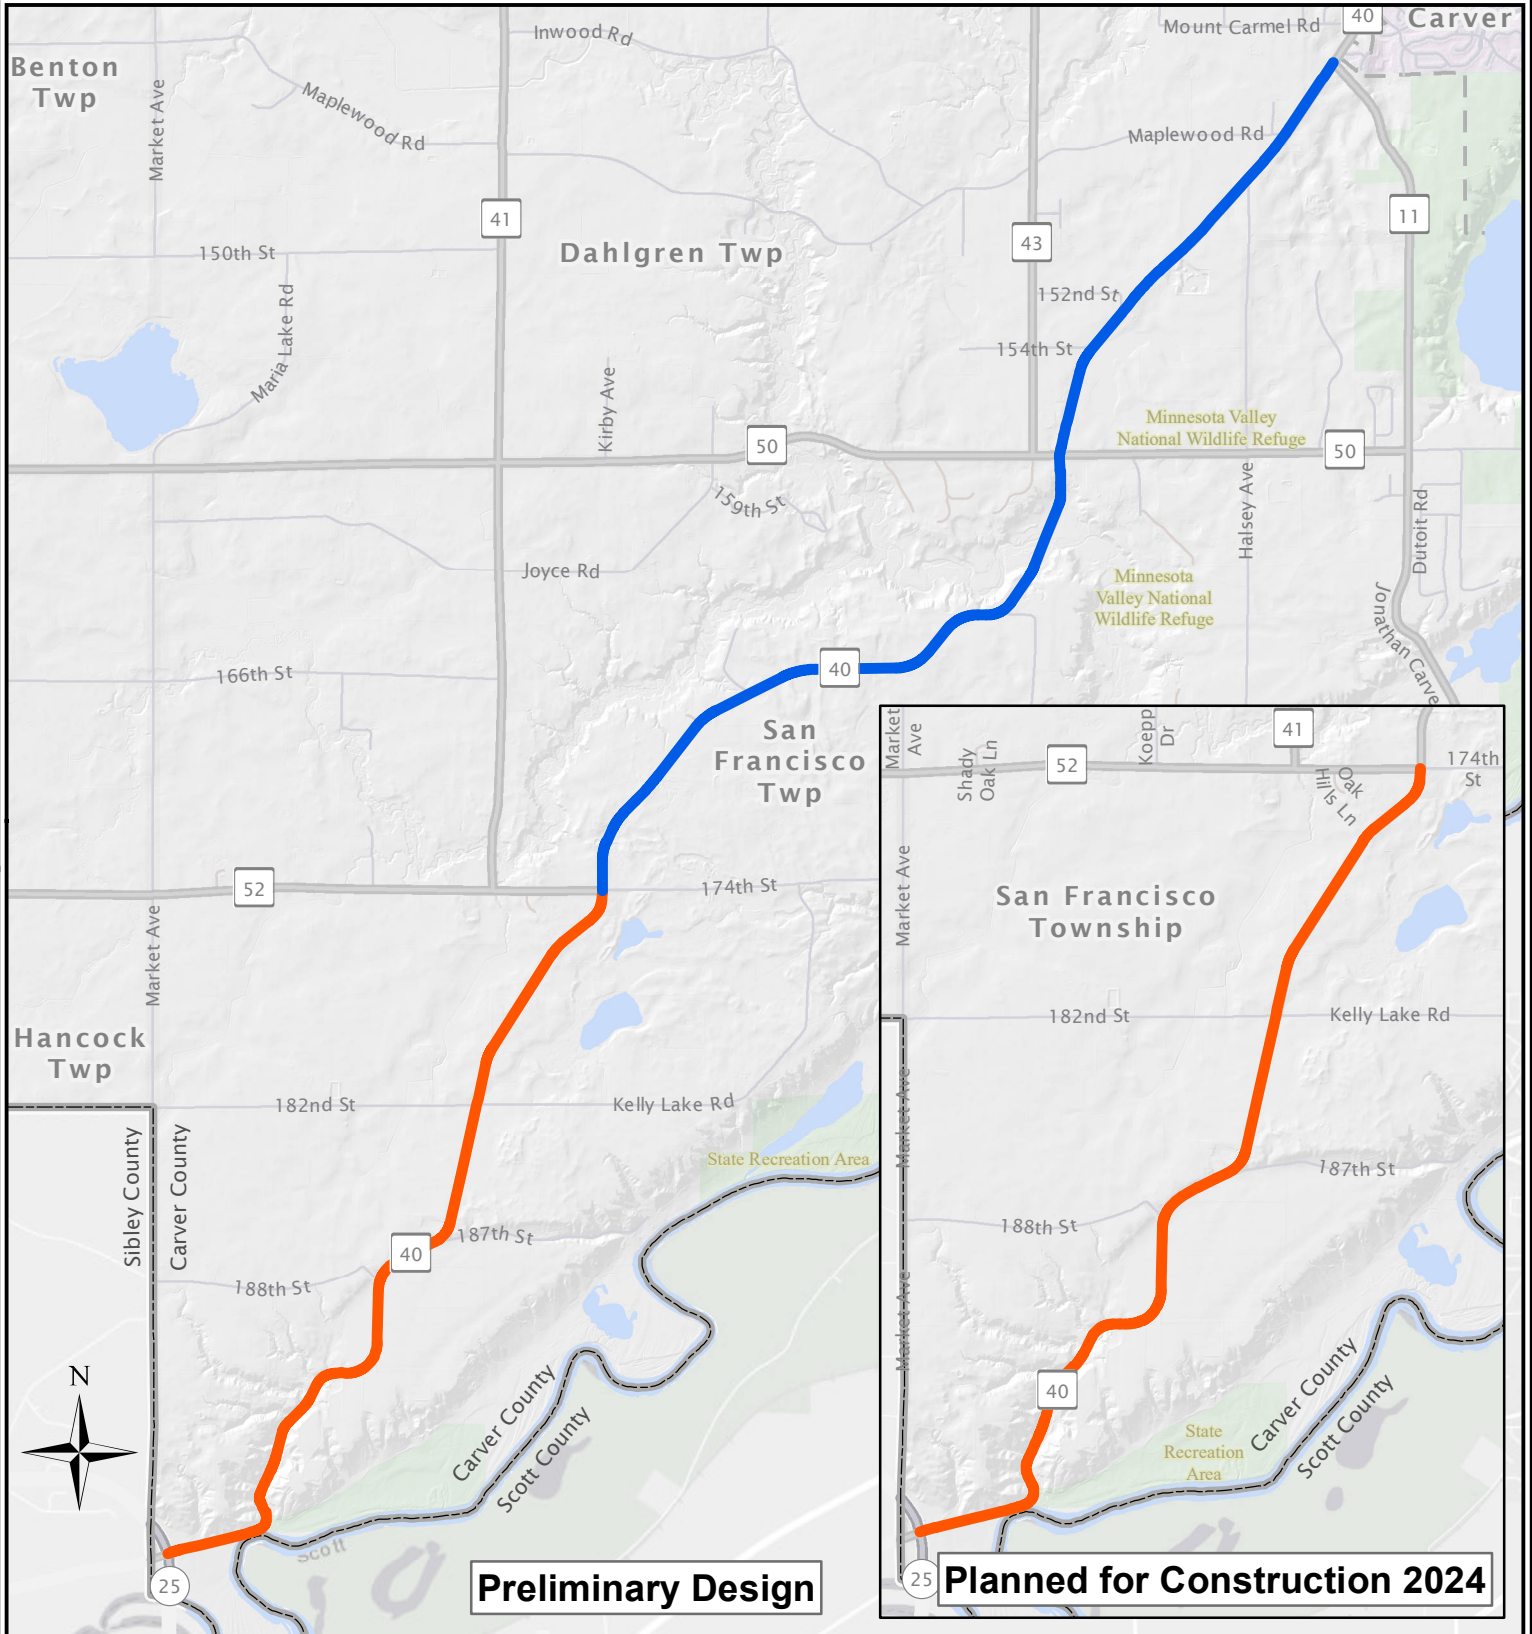 40
Carver
Mount Carmel Rd
Inwood Rd
Benton
Twp
Market Ave
Maplewood Rd
Maplewood Rd
41
11
43
150th St
Dahlgren Twp
152nd St
Maria Lake Rd
154th St
Kirby Ave
Minnesota Valley
National Wildlife Refuge
50
50
159th St
Halsey Ave
Dutoit Rd
Joyce Rd
Minnesota
Valley National
Wildlife Refuge
Jonathan Carve
166th St
40
San
Francisco
Twp
52
174th St
Market Ave
Hancock
Twp
182nd St
Kelly Lake Rd
Sibley County
Carver County
State Recreation Area
187th St
40
188th St
N
Carver County
Scott County
Scott
25
Preliminary Design
Market
Ave
Shady
Oak Ln
52
Koepp
Dr
41
174th
St
Oak
Hills Ln
Market Ave
San Francisco
Township
182nd St
Kelly Lake Rd
Market Ave
187th St
188th St
Market Ave
40
State
Recreation
Area
Carver County
Scott County
25
Planned for Construction 2024